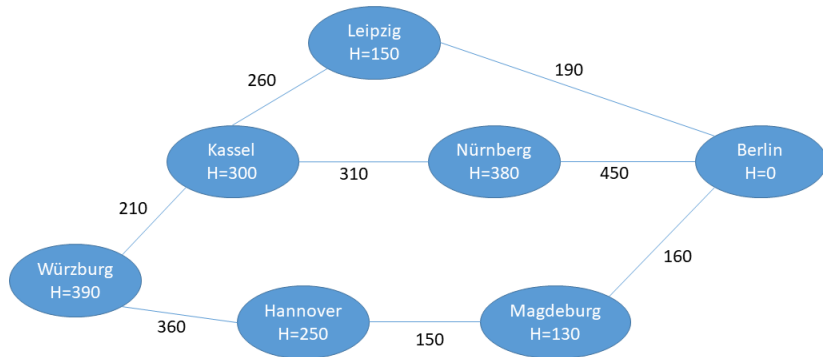 Leipzig
H=150
260
190
Kassel
H=300
310
Nürnberg
H=380
450
Berlin
H=0
210
160
Würzburg
H=390
360
Hannover
H=250
150
Magdeburg
H=130